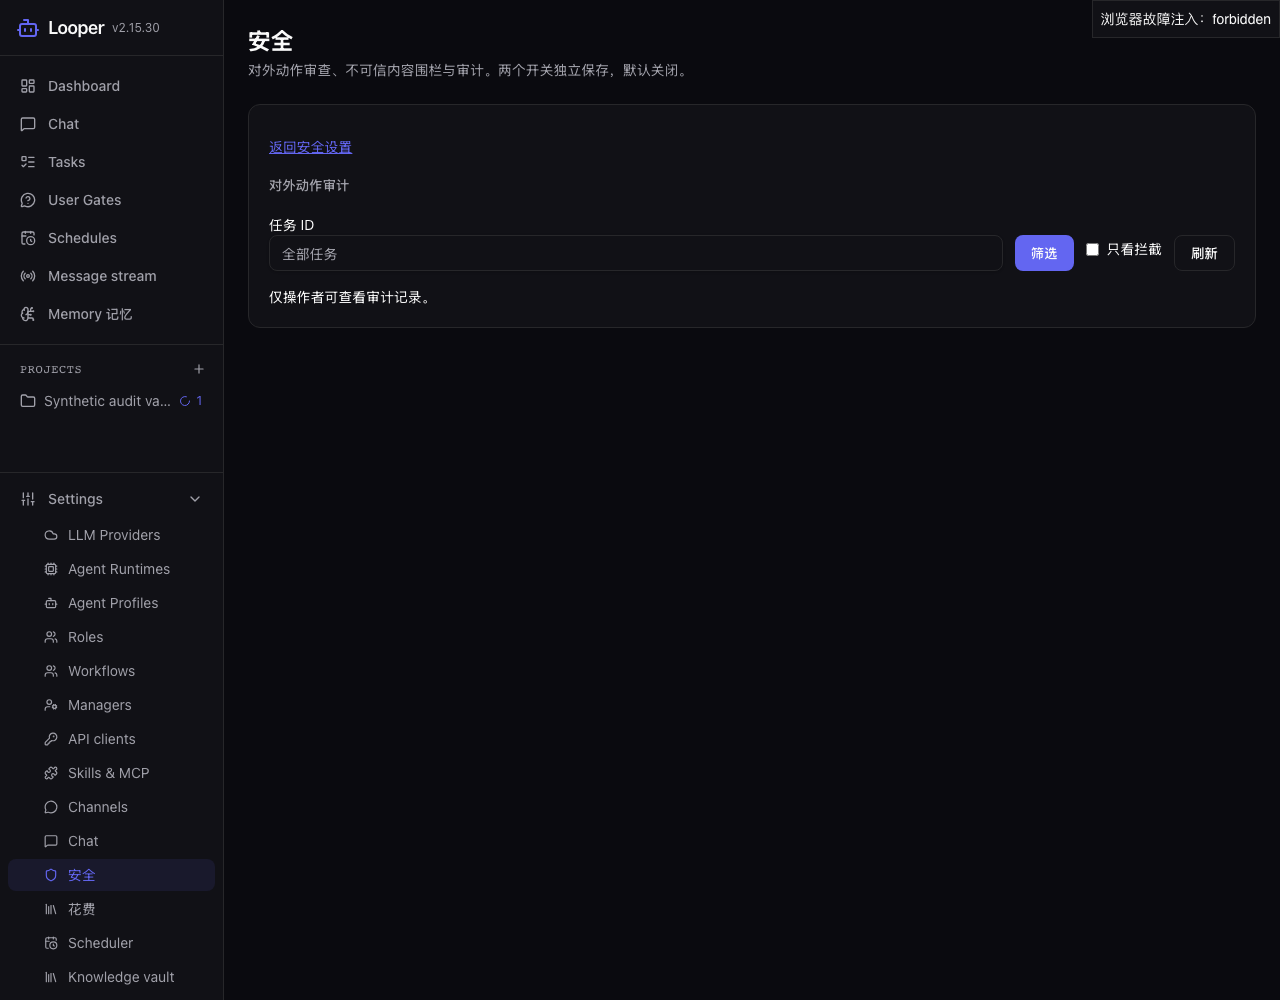 Looper v2.15.30
Dashboard
Chat
Tasks
User Gates
Schedules
Message stream
Memory 记忆
PROJECTS
Synthetic audit va... 1
Settings
LLM Providers
Agent Runtimes
Agent Profiles
Roles
Workflows
Managers
API clients
Skills & MCP
Channels
Chat
安全
花费
Scheduler
Knowledge vault
浏览器故障注入：forbidden
安全
对外动作审查、不可信内容围栏与审计。两个开关独立保存，默认关闭。
返回安全设置
对外动作审计
任务 ID
全部任务 筛选 只看拦截 刷新
仅操作者可查看审计记录。